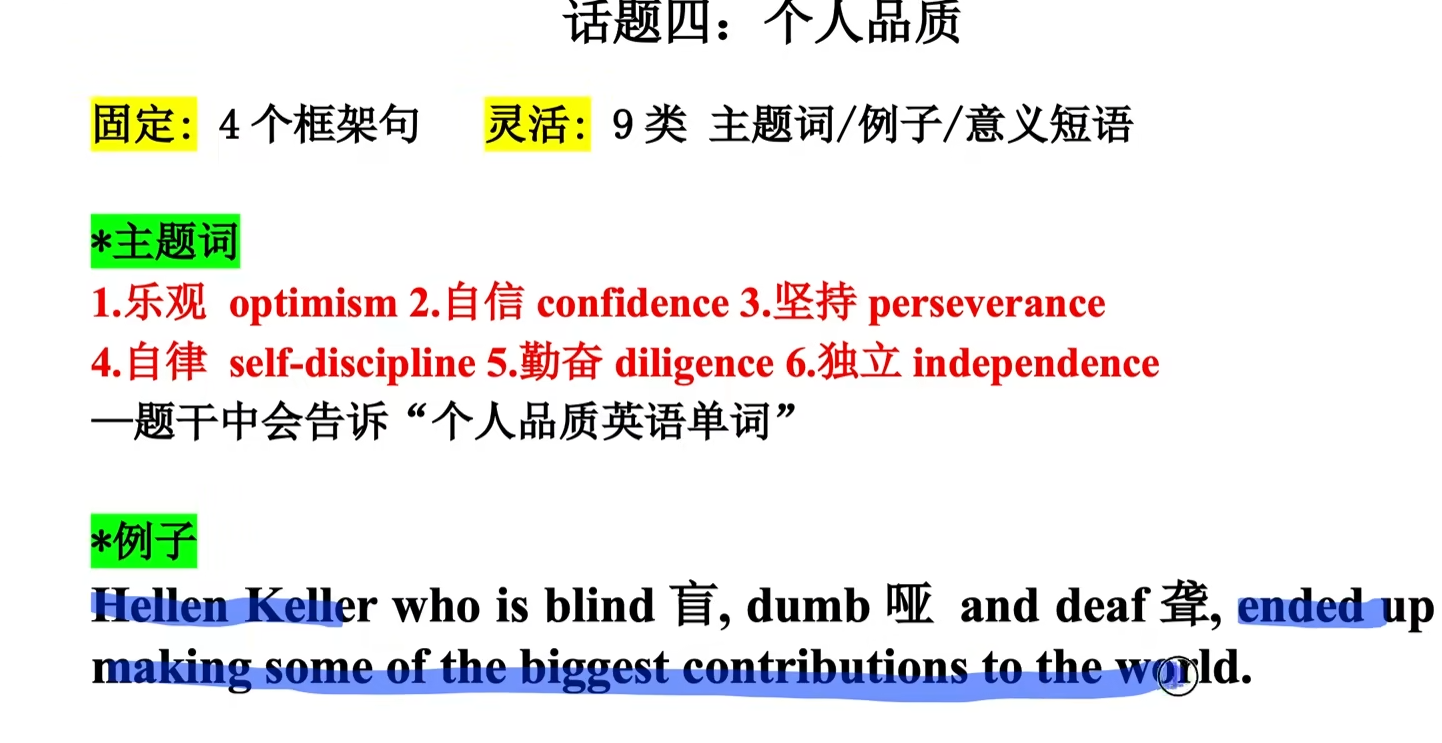 话题四：个人品质
固定：4个框架句 灵活：9类 主题词/例子/意义短语
*主题词
1.乐观 optimism 2.自信 confidence 3.坚持 perseverance
4.自律 self-discipline 5.勤奋 diligence 6.独立 independence
—题干中会告诉“个人品质英语单词”
*例子
Hellen Keller who is blind 盲, dumb 哑 and deaf 聋, ended up
making some of the biggest contributions to the world.